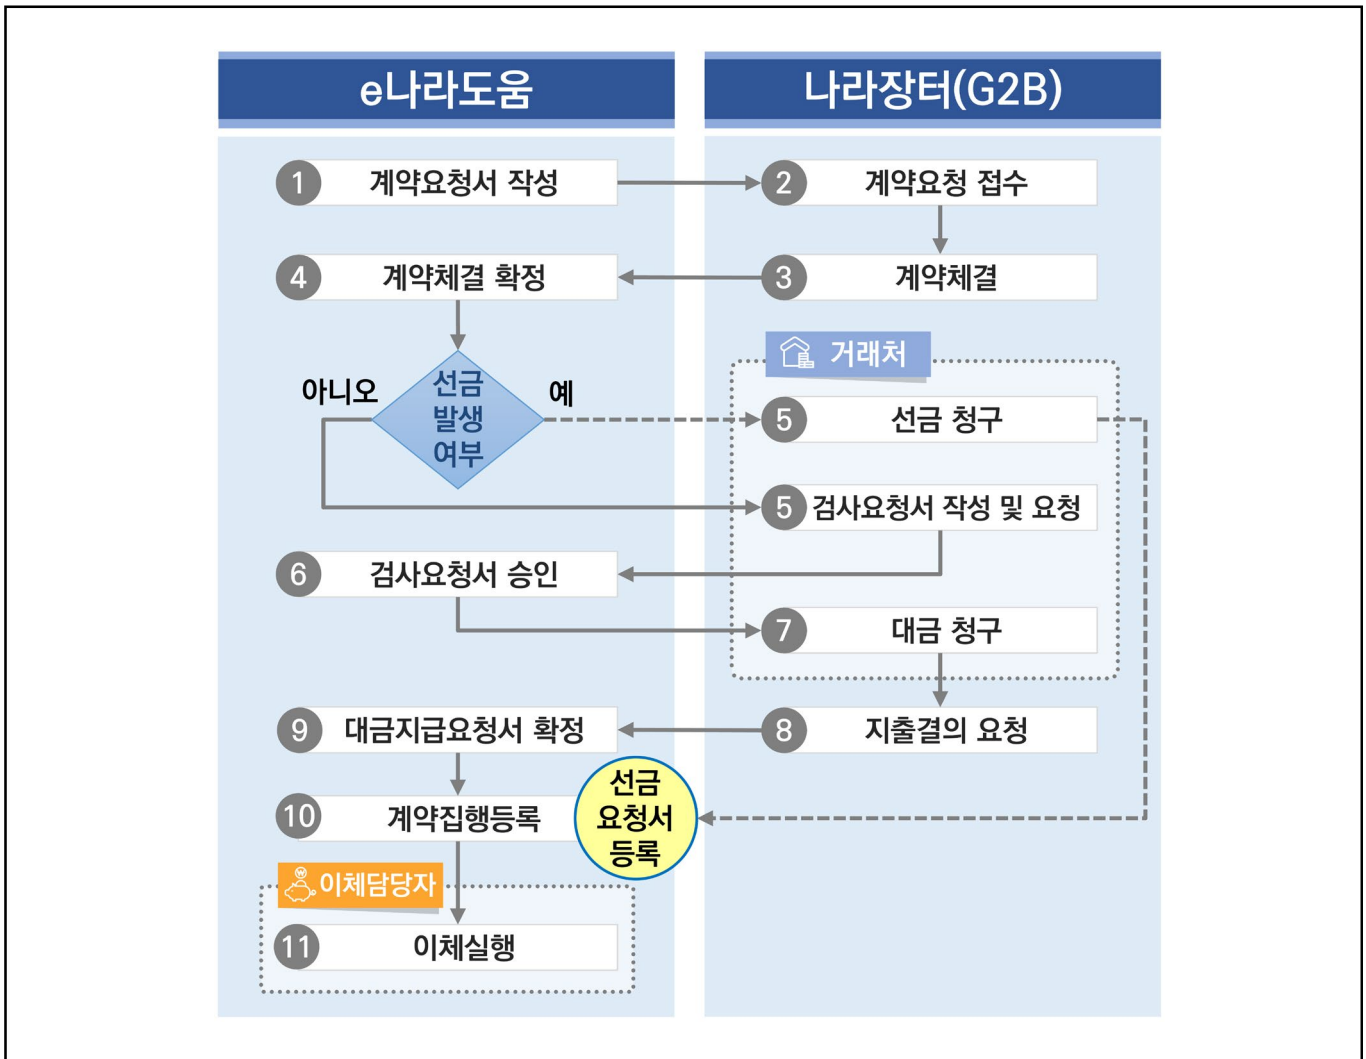 e나라도움
나라장터(G2B)
1 계약요청서 작성
2 계약요청 접수
4 계약체결 확정
3 계약체결
거래처
아니오
선금
발생
여부
예
5 선금 청구
5 검사요청서 작성 및 요청
6 검사요청서 승인
7 대금 청구
9 대금지급요청서 확정
8 지출결의 요청
10 계약집행등록
선금
요청서
등록
₩
이체담당자
11 이체실행